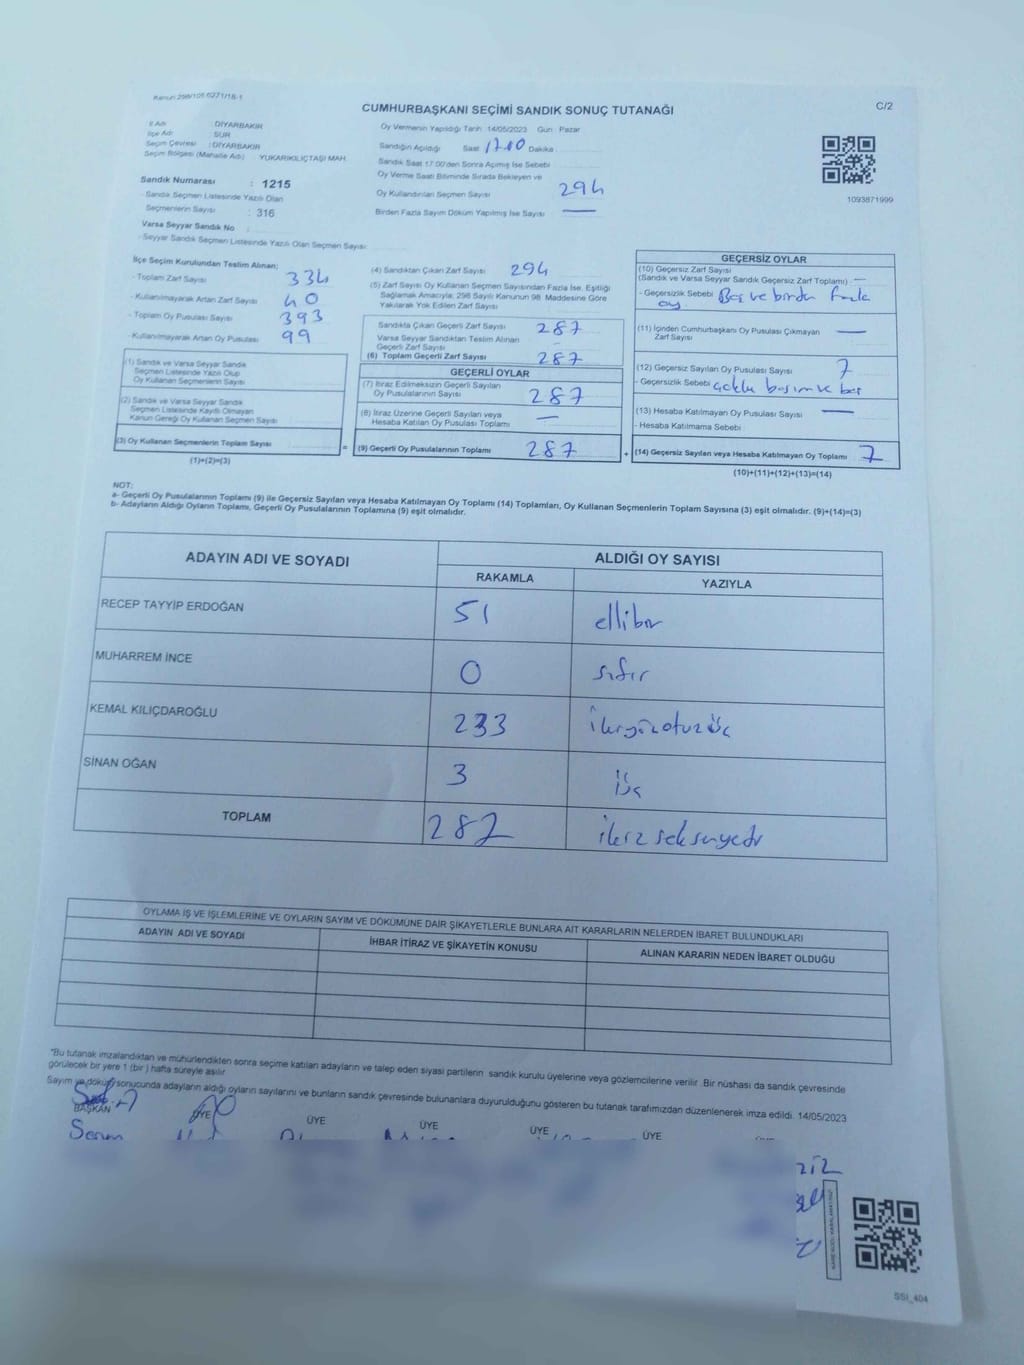 Kanun:298/105 6271/18-1
CUMHURBAŞKANI SEÇİMİ SANDIK SONUÇ TUTANAĞI
C/2
İl Adı : DİYARBAKIR
İlçe Adı : SUR
Seçim Çevresi : DİYARBAKIR
Seçim Bölgesi (Mahalle Adı) YUKARIKILIÇTAŞI MAH.
Oy Vermenin Yapıldığı Tarih: 14/05/2023 Gün : Pazar
Sandığın Açıldığı Saat 17.10 Dakika
Sandık Saat 17:00'den Sonra Açımış İse Sebebi
Oy Verme Saati Bitiminde Sırada Bekleyen ve
Oy Kullandırılan Seçmen Sayısı 294
Birden Fazla Sayım Döküm Yapılmış İse Sayısı —
1093871999
Sandık Numarası : 1215
Sandık Seçmen Listesinde Yazılı Olan
Seçmenlerin Sayısı : 316
Varsa Seyyar Sandık No :
- Seyyar Sandık Seçmen Listesinde Yazılı Olan Seçmen Sayısı:
İlçe Seçim Kurulundan Teslim Alınan;
- Toplam Zarf Sayısı 334
- Kullanılmayarak Artan Zarf Sayısı 40
- Toplam Oy Pusulası Sayısı 393
- Kullanılmayarak Artan Oy Pusulası 99
(1) Sandık ve Varsa Seyyar Sandık
Seçmen Listesinde Yazılı Olup
Oy Kullanan Seçmenlerin Sayısı
(2) Sandık ve Varsa Seyyar Sandık
Seçmen Listesinde Kayıtlı Olmayan
Kanun Gereği Oy Kullanan Seçmen Sayısı
(3) Oy Kullanan Seçmenlerin Toplam Sayısı
(1)+(2)=(3)
(4) Sandıktan Çıkan Zarf Sayısı 294
(5) Zarf Sayısı Oy Kullanan Seçmen Sayısından Fazla İse, Eşitliği
Sağlamak Amacıyla; 298 Sayılı Kanunun 98. Maddesine Göre
Yakılarak Yok Edilen Zarf Sayısı
Sandıkta Çıkan Geçerli Zarf Sayısı 287
Varsa Seyyar Sandıktan Teslim Alınan
Geçerli Zarf Sayısı
(6) Toplam Geçerli Zarf Sayısı 287
GEÇERLİ OYLAR
(7) İtiraz Edilmeksizin Geçerli Sayılan
Oy Pusulalarının Sayısı 287
(8) İtiraz Üzerine Geçerli Sayılan veya
Hesaba Katılan Oy Pusulası Toplamı —
= (9) Geçerli Oy Pusulalarının Toplamı 287
GEÇERSİZ OYLAR
(10) Geçersiz Zarf Sayısı
(Sandık ve Varsa Seyyar Sandık Geçersiz Zarf Toplamı) —
- Geçersizlik Sebebi Boş ve birden fazla
oy
(11) İçinden Cumhurbaşkanı Oy Pusulası Çıkmayan
Zarf Sayısı —
(12) Geçersiz Sayılan Oy Pusulası Sayısı 7
- Geçersizlik Sebebi
(13) Hesaba Katılmayan Oy Pusulası Sayısı —
- Hesaba Katılmama Sebebi
+ (14) Geçersiz Sayılan veya Hesaba Katılmayan Oy Toplamı 7
(10)+(11)+(12)+(13)=(14)
NOT:
a- Geçerli Oy Pusulalarının Toplamı (9) ile Geçersiz Sayılan veya Hesaba Katılmayan Oy Toplamı (14) Toplamları, Oy Kullanan Seçmenlerin Toplam Sayısına (3) eşit olmalıdır. (9)+(14)=(3)
b- Adayların Aldığı Oyların Toplamı, Geçerli Oy Pusulalarının Toplamına (9) eşit olmalıdır.
ADAYIN ADI VE SOYADI
ALDIĞI OY SAYISI
RAKAMLA YAZIYLA
RECEP TAYYİP ERDOĞAN 51 ellibir
MUHARREM İNCE 0 sıfır
KEMAL KILIÇDAROĞLU 233 ikiyüzotuzüç
SİNAN OĞAN 3 üç
TOPLAM 287
OYLAMA İŞ VE İŞLEMLERİNE VE OYLARIN SAYIM VE DÖKÜMÜNE DAİR ŞİKAYETLERLE BUNLARA AİT KARARLARIN NELERDEN İBARET BULUNDUKLARI
ADAYIN ADI VE SOYADI İHBAR İTİRAZ VE ŞİKAYETİN KONUSU ALINAN KARARIN NEDEN İBARET OLDUĞU
"Bu tutanak imzalandıktan ve mühürlendikten sonra seçime katılan adayların ve talep eden siyasi partilerin sandık kurulu üyelerine veya gözlemcilerine verilir. Bir nüshası da sandık çevresinde
görülecek bir yere 1 (bir ) hafta süreyle asılır.
Sayım ve döküm sonucunda adayların aldığı oyların sayılarını ve bunların sandık çevresinde bulunanlara duyurulduğunu gösteren bu tutanak tarafımızdan düzenlenerek imza edildi. 14/05/2023
BAŞKAN ÜYE ÜYE ÜYE ÜYE ÜYE
SSI_404